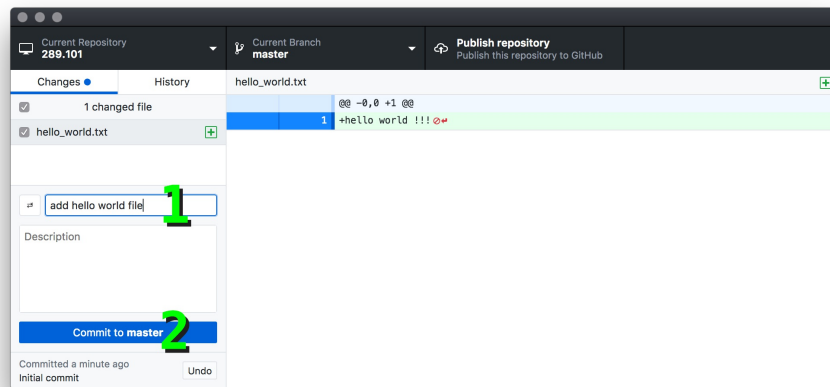 Current Repository
289.101
Current Branch
master
Publish repository
Publish this repository to GitHub
Changes
History
hello_world.txt
1 changed file
@@ -0,0 +1 @@
hello_world.txt
1 +hello world !!!
add hello world file
1
Description
Commit to master
2
Committed a minute ago
Initial commit
Undo